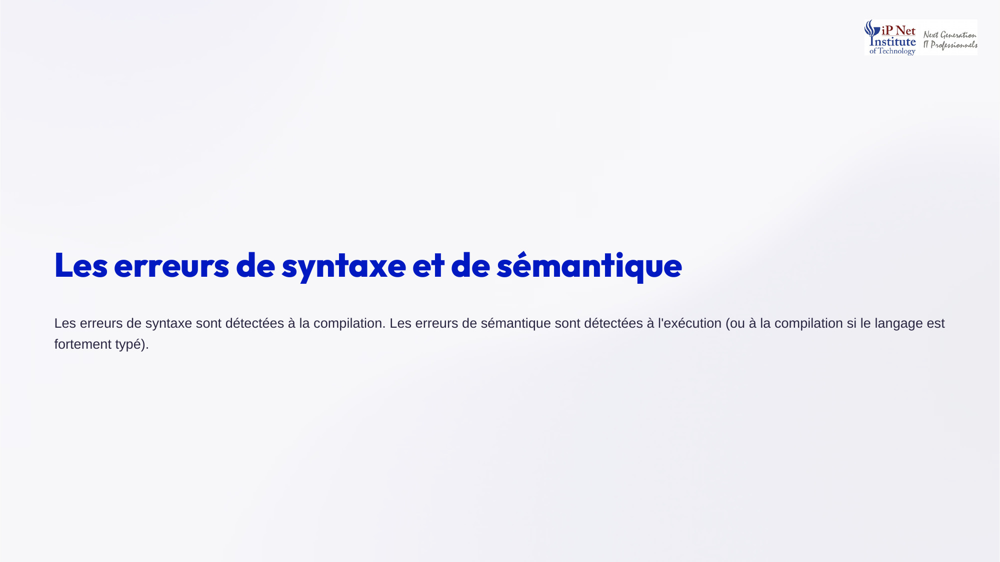 iP Net
Institute
of Technology
Next Generation
IT Professionnels
Les erreurs de syntaxe et de sémantique
Les erreurs de syntaxe sont détectées à la compilation. Les erreurs de sémantique sont détectées à l'exécution (ou à la compilation si le langage est
fortement typé).